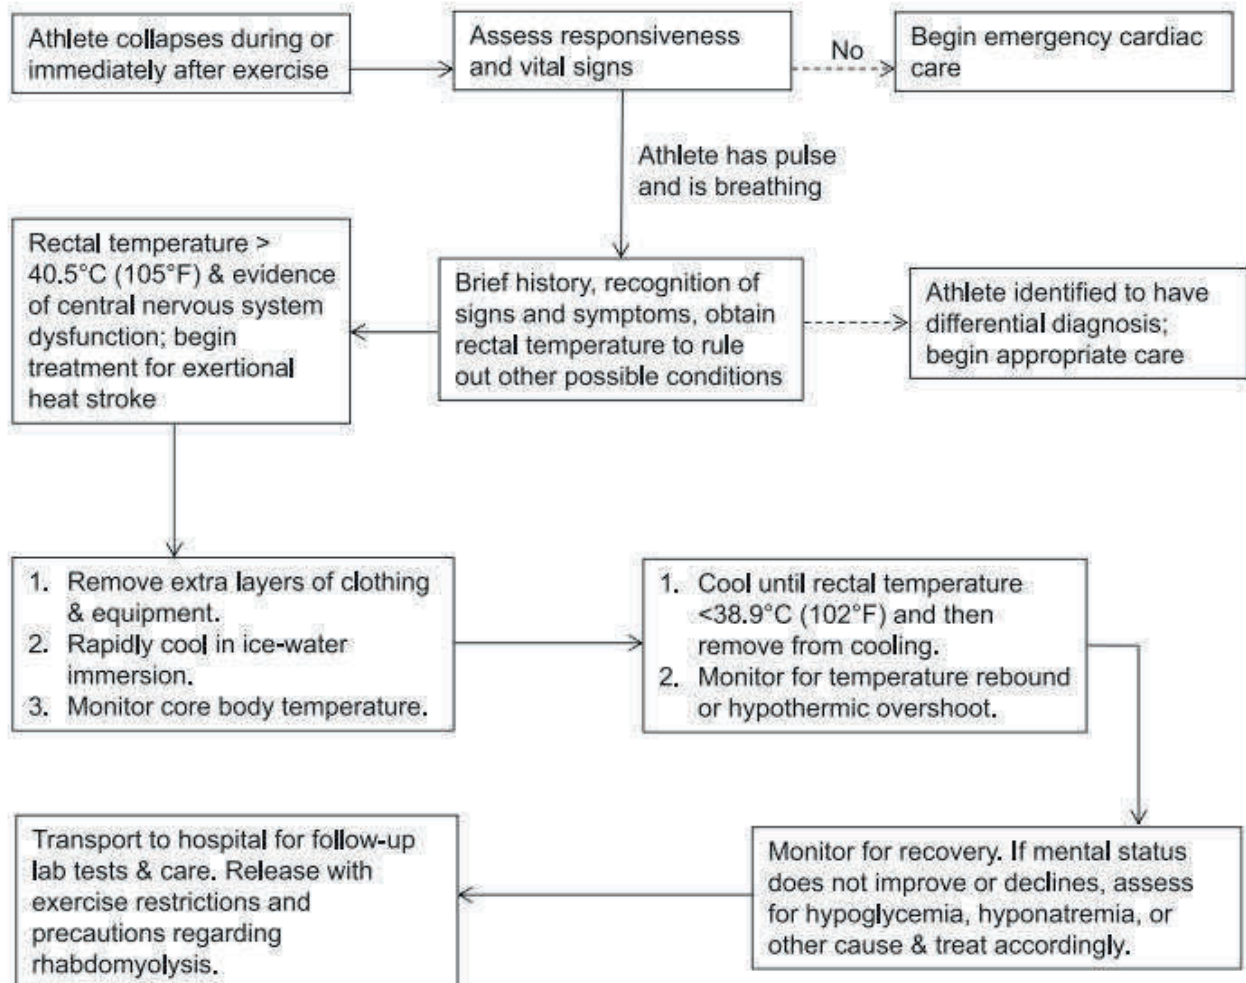 Athlete collapses during or
immediately after exercise
Assess responsiveness
and vital signs
No
Begin emergency cardiac
care
Athlete has pulse
and is breathing
Rectal temperature >
40.5°C (105°F) & evidence
of central nervous system
dysfunction; begin
treatment for exertional
heat stroke
Brief history, recognition of
signs and symptoms, obtain
rectal temperature to rule
out other possible conditions
Athlete identified to have
differential diagnosis;
begin appropriate care
1. Remove extra layers of clothing
& equipment.
2. Rapidly cool in ice-water
immersion.
3. Monitor core body temperature.
1. Cool until rectal temperature
<38.9°C (102°F) and then
remove from cooling.
2. Monitor for temperature rebound
or hypothermic overshoot.
Monitor for recovery. If mental status
does not improve or declines, assess
for hypoglycemia, hyponatremia, or
other cause & treat accordingly.
Transport to hospital for follow-up
lab tests & care. Release with
exercise restrictions and
precautions regarding
rhabdomyolysis.